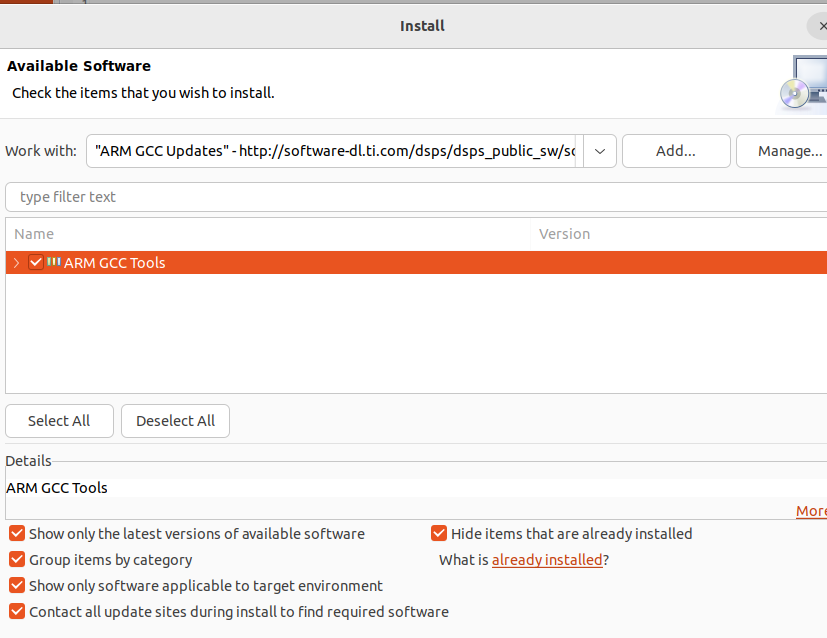 Install
Available Software
Check the items that you wish to install.
Work with: "ARM GCC Updates" - http://software-dl.ti.com/dsps/dsps_public_sw/sc Add... Manage...
type filter text
Name Version
ARM GCC Tools
Select All Deselect All
Details
ARM GCC Tools
More
Show only the latest versions of available software Hide items that are already installed
Group items by category What is already installed?
Show only software applicable to target environment
Contact all update sites during install to find required software